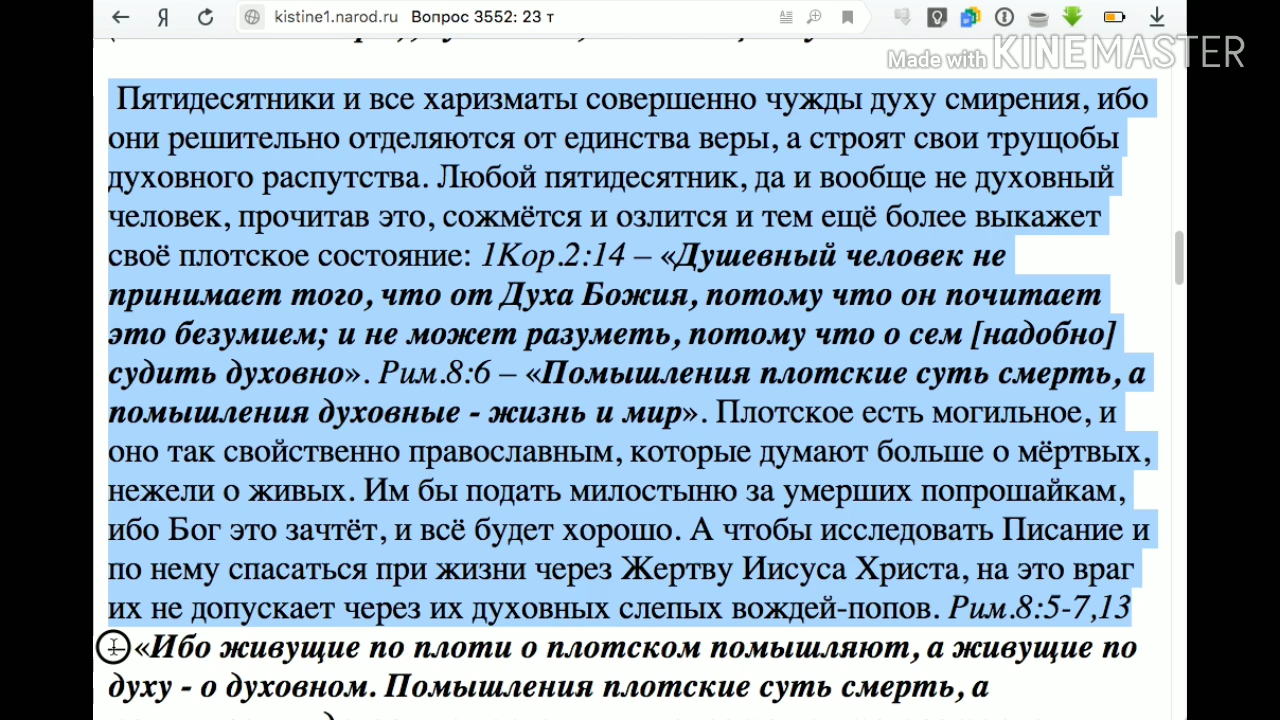 kistine1.narod.ru Вопрос 3552: 23 т
Made with KINEMASTER
Пятидесятники и все харизматы совершенно чужды духу смирения, ибо
они решительно отделяются от единства веры, а строят свои трущобы
духовного распутства. Любой пятидесятник, да и вообще не духовный
человек, прочитав это, сожмётся и озлится и тем ещё более выкажет
своё плотское состояние: 1Кор.2:14 – «Душевный человек не
принимает того, что от Духа Божия, потому что он почитает
это безумием; и не может разуметь, потому что о сем [надобно]
судить духовно». Рим.8:6 – «Помышления плотские суть смерть, а
помышления духовные - жизнь и мир». Плотское есть могильное, и
оно так свойственно православным, которые думают больше о мёртвых,
нежели о живых. Им бы подать милостыню за умерших попрошайкам,
ибо Бог это зачтёт, и всё будет хорошо. А чтобы исследовать Писание и
по нему спасаться при жизни через Жертву Иисуса Христа, на это враг
их не допускает через их духовных слепых вождей-попов. Рим.8:5-7,13
– «Ибо живущие по плоти о плотском помышляют, а живущие по
духу - о духовном. Помышления плотские суть смерть, а